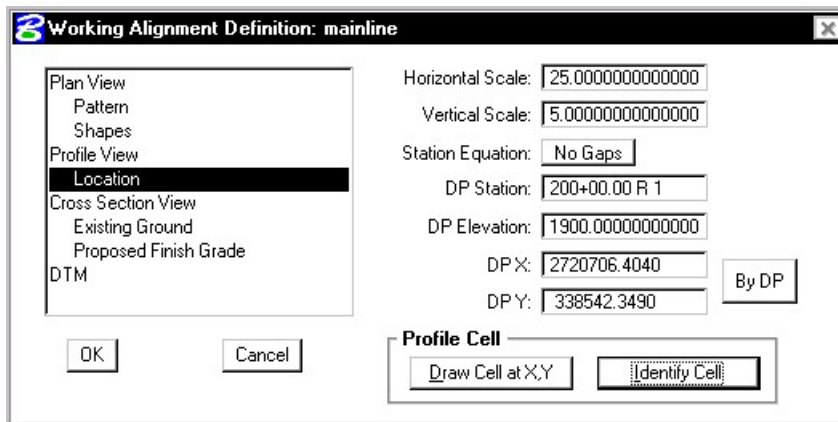 Working Alignment Definition: mainline
Plan View
Pattern
Shapes
Profile View
Location
Cross Section View
Existing Ground
Proposed Finish Grade
DTM
OK
Cancel
Horizontal Scale: 25.0000000000000
Vertical Scale: 5.00000000000000
Station Equation: No Gaps
DP Station: 200+00.00 R 1
DP Elevation: 1900.00000000000
DP X: 2720706.4040
DP Y: 338542.3490
By DP
Profile Cell
Draw Cell at X,Y
Identify Cell